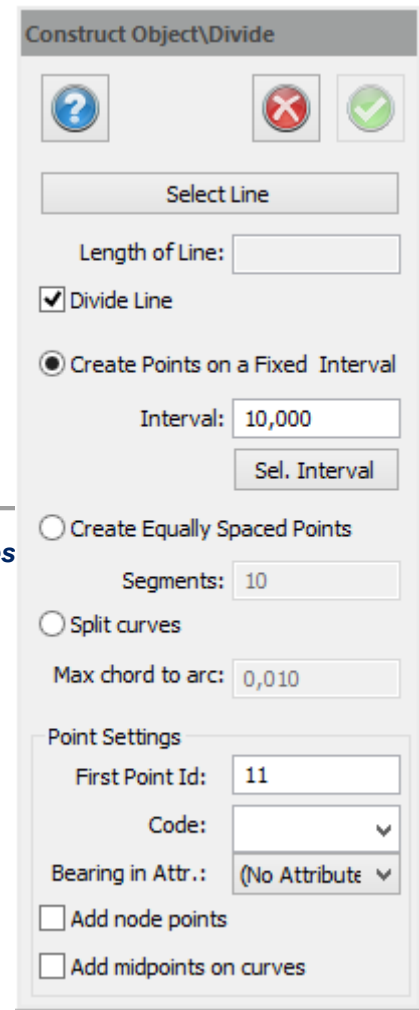 Construct Object\Divide
Select Line
Length of Line:
Divide Line
Create Points on a Fixed Interval
Interval: 10,000
Sel. Interval
Create Equally Spaced Points
Segments: 10
Split curves
Max chord to arc: 0,010
Point Settings
First Point Id: 11
Code:
Bearing in Attr.: (No Attribute
Add node points
Add midpoints on curves